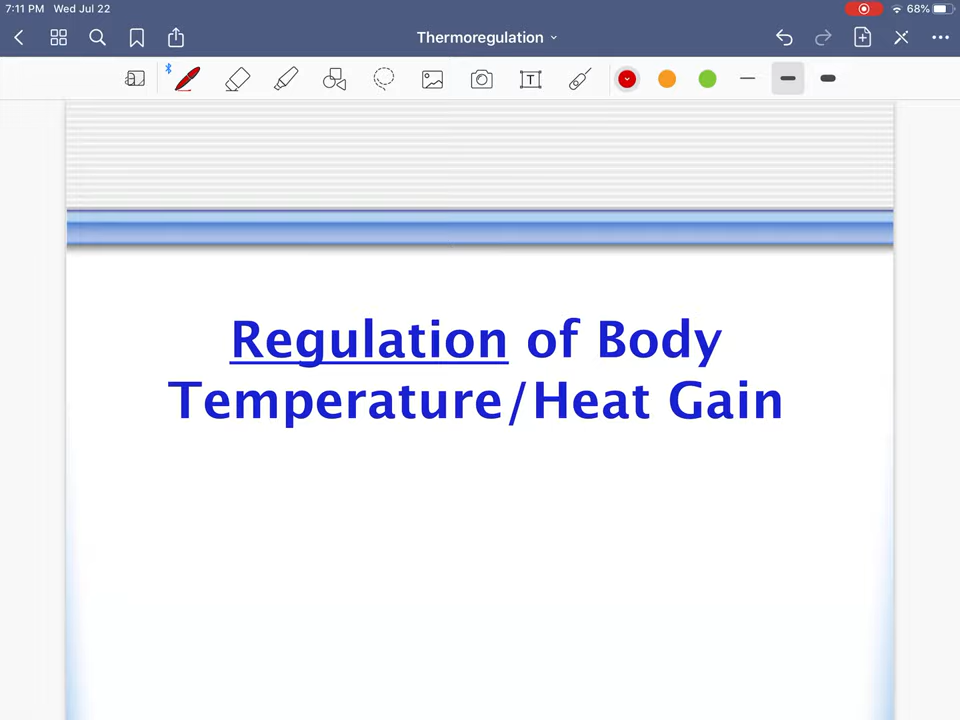 7:11 PM Wed Jul 22
68%
Thermoregulation
Regulation of Body
Temperature/Heat Gain